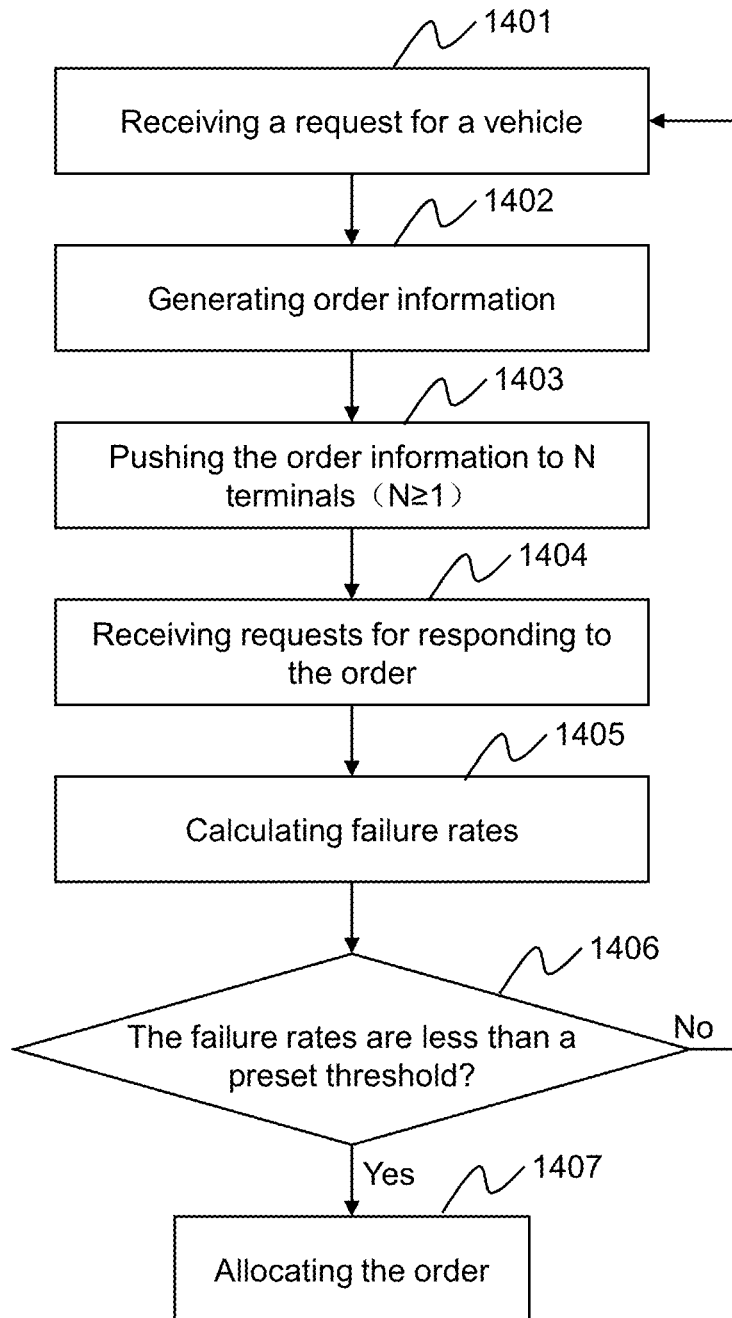 1401
Receiving a request for a vehicle
1402
Generating order information
1403
Pushing the order information to N
terminals（N≥1）
1404
Receiving requests for responding to
the order
1405
Calculating failure rates
1406
The failure rates are less than a
preset threshold?
No
Yes
1407
Allocating the order